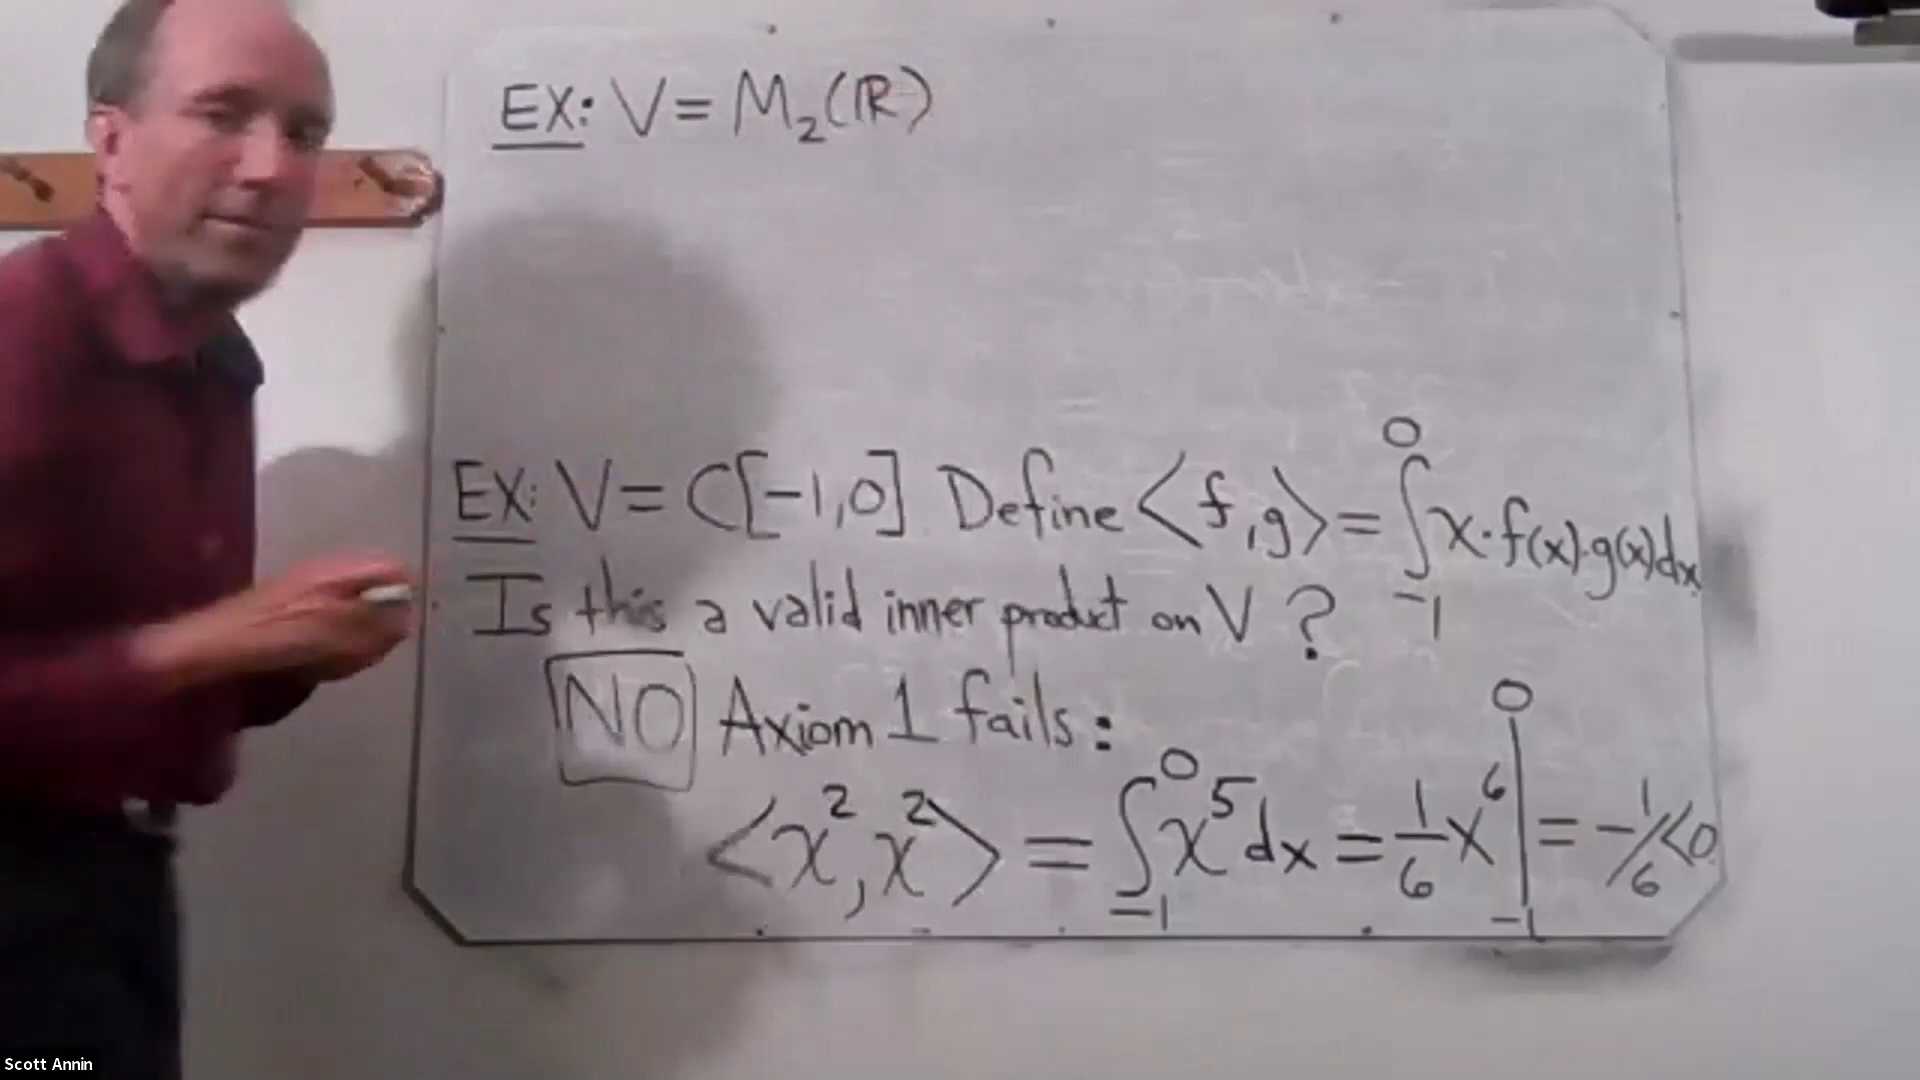 EX: V = M₂(ℝ)
EX: V = C[-1,0]. Define <f,g> = ∫₋₁⁰ x·f(x)·g(x)dx
Is this a valid inner product on V?
NO Axiom 1 fails:
<x²,x²> = ∫₋₁⁰ x⁵dx = 1/6 x⁶ |₋₁⁰ = -1/6 < 0.
Scott Annin